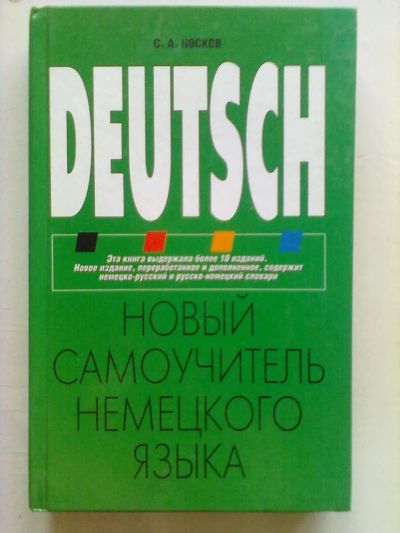 С. А. НОСКОВ
DEUTSCH
Эта книга выдержала более 10 изданий.
Новое издание, переработанное и дополненное, содержит
немецко-русский и русско-немецкий словари
НОВЫЙ
САМОУЧИТЕЛЬ
НЕМЕЦКОГО
ЯЗЫКА